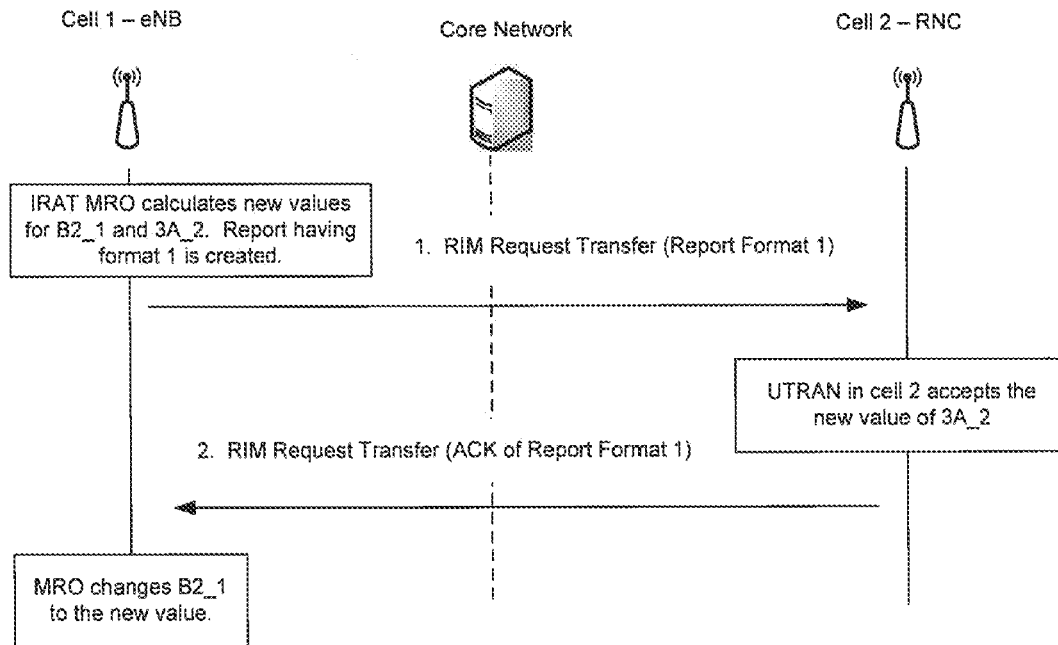 Cell 1 – eNB
Core Network
Cell 2 – RNC
IRAT MRO calculates new values
for B2_1 and 3A_2. Report having
format 1 is created.
1. RIM Request Transfer (Report Format 1)
UTRAN in cell 2 accepts the
new value of 3A_2
2. RIM Request Transfer (ACK of Report Format 1)
MRO changes B2_1
to the new value.